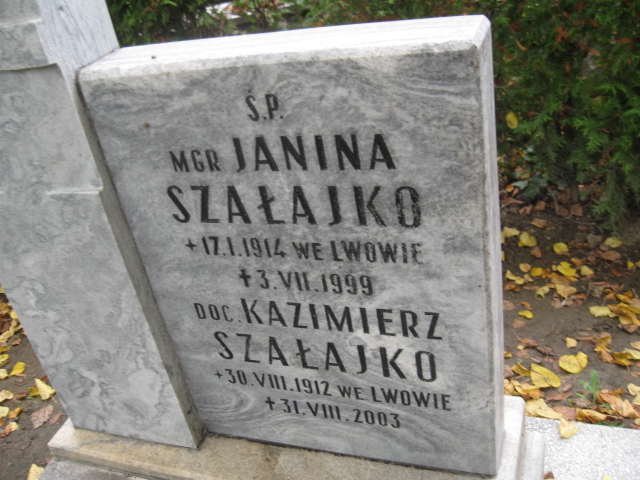 Ś.P.
MGR JANINA
SZAŁAJKO
+ 17.I.1914 WE LWOWIE
✝ 3.VII.1999
DOC. KAZIMIERZ
SZAŁAJKO
+ 30.VIII.1912 WE LWOWIE
✝ 31.VIII.2003